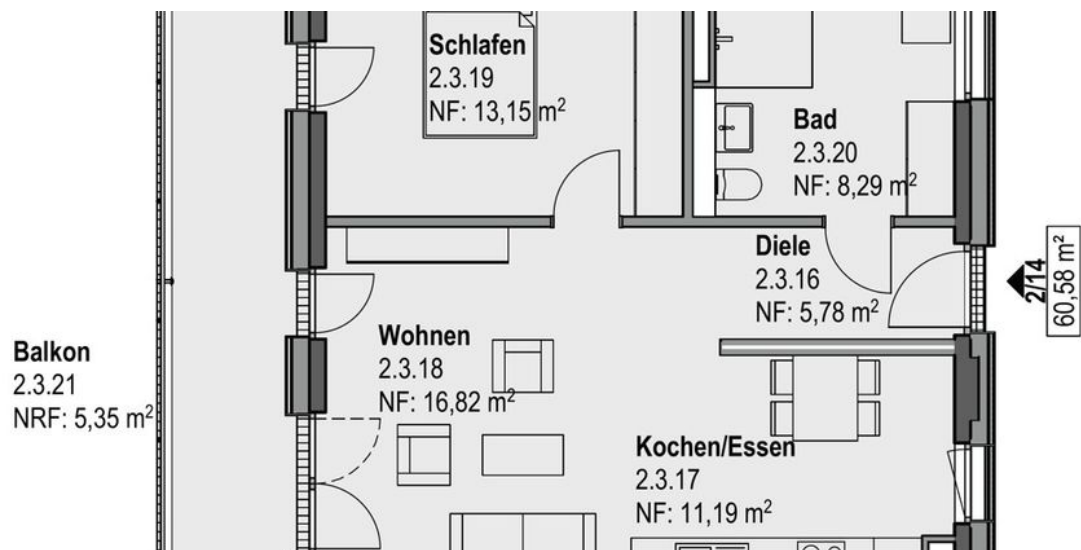 Schlafen
2.3.19
NF: 13,15 m²
Bad
2.3.20
NF: 8,29 m²
Diele
2.3.16
NF: 5,78 m²
2/14
60,58 m²
Balkon
2.3.21
NRF: 5,35 m²
Wohnen
2.3.18
NF: 16,82 m²
Kochen/Essen
2.3.17
NF: 11,19 m²